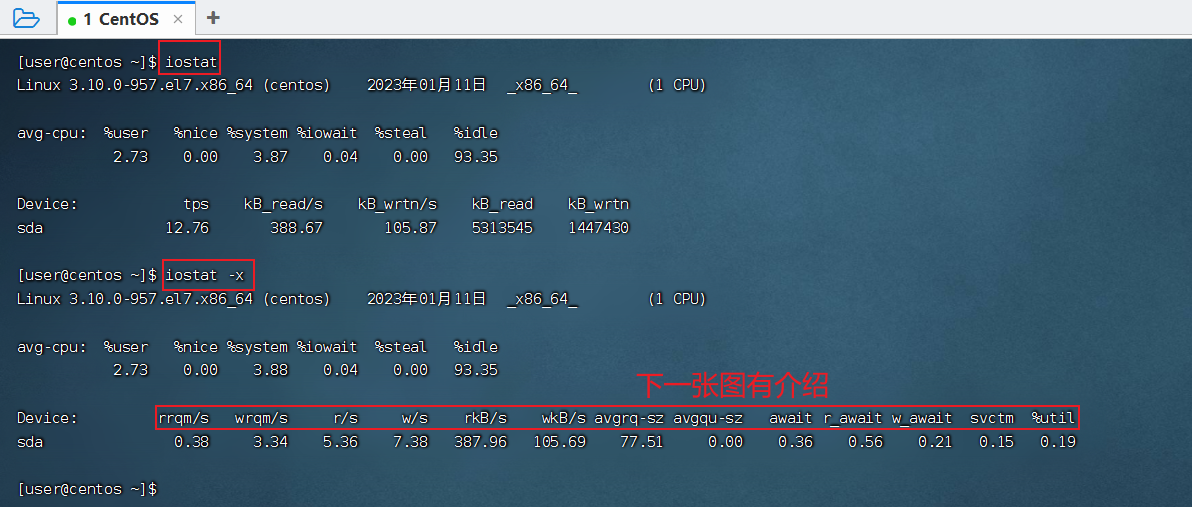 1 CentOS × +
[user@centos ~]$ iostat
Linux 3.10.0-957.el7.x86_64 (centos) 2023年01月11日 _x86_64_ (1 CPU)
avg-cpu: %user %nice %system %iowait %steal %idle
2.73 0.00 3.87 0.04 0.00 93.35
Device: tps kB_read/s kB_wrtn/s kB_read kB_wrtn
sda 12.76 388.67 105.87 5313545 1447430
[user@centos ~]$ iostat -x
Linux 3.10.0-957.el7.x86_64 (centos) 2023年01月11日 _x86_64_ (1 CPU)
avg-cpu: %user %nice %system %iowait %steal %idle
2.73 0.00 3.88 0.04 0.00 93.35
下一张图有介绍
Device: rrqm/s wrqm/s r/s w/s rkB/s wkB/s avgrq-sz avgqu-sz await r_await w_await svctm %util
sda 0.38 3.34 5.36 7.38 387.96 105.69 77.51 0.00 0.36 0.56 0.21 0.15 0.19
[user@centos ~]$